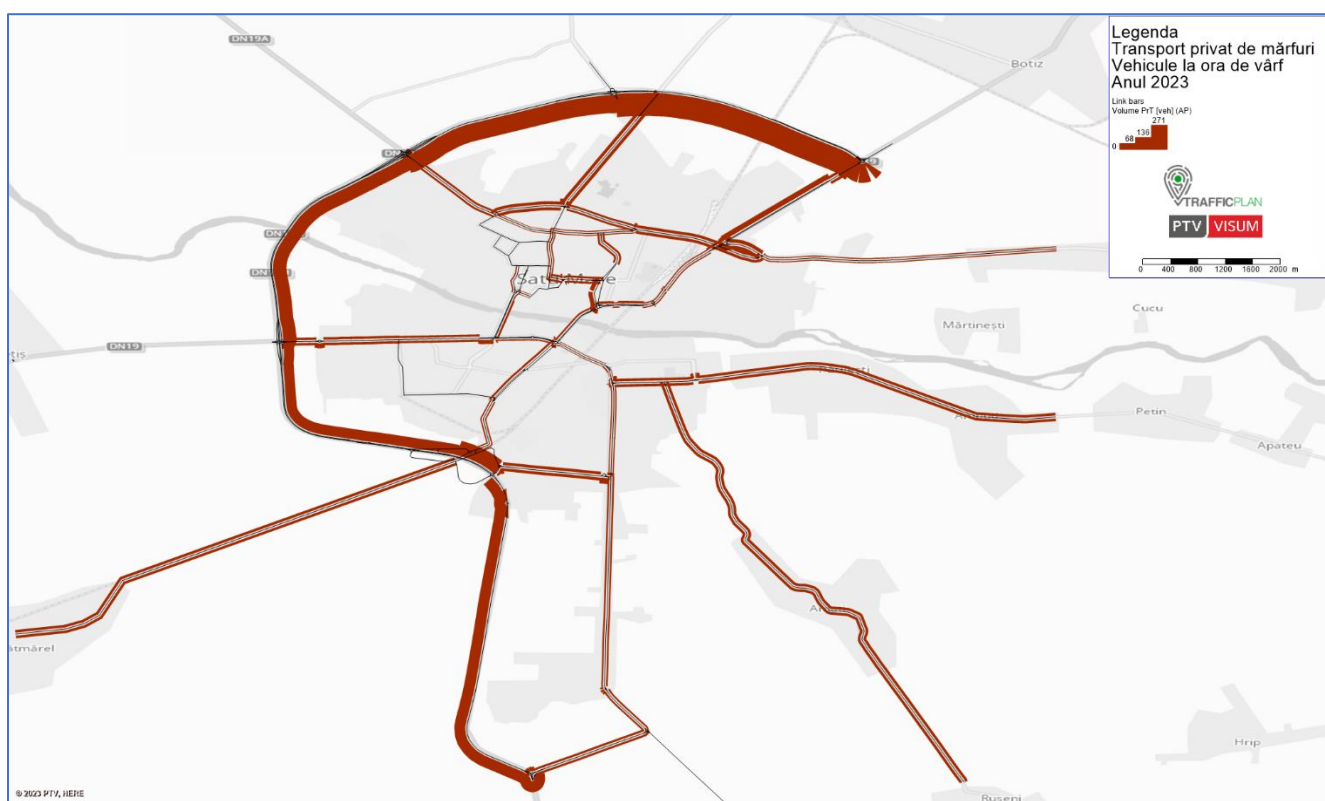 DN19A
Botiz
Legenda
Transport privat de mărfuri
Vehicule la ora de vârf
Anul 2023
Link bars
Volume PrT [veh] (AP)
271
136
68
0
TRAFFICPLAN
PTV VISUM
0 400 800 1200 1600 2000 m
Cucu
Mărtinești
DN19
Petin
Apateu
Hrip
Ruseni
© 2023 PTV, HERE